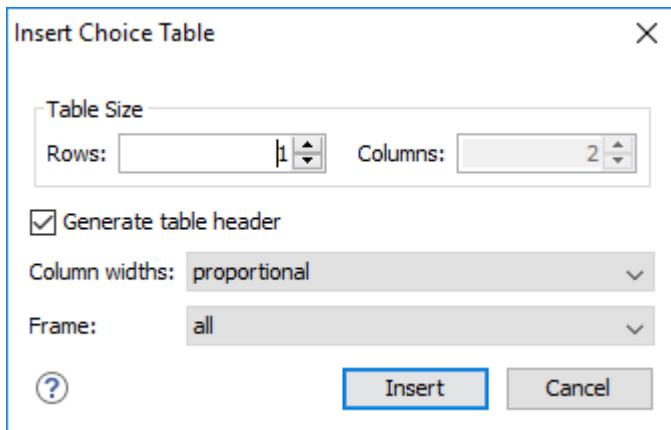 Insert Choice Table
Table Size
Rows: 1 Columns: 2
Generate table header
Column widths: proportional
Frame: all
? Insert Cancel